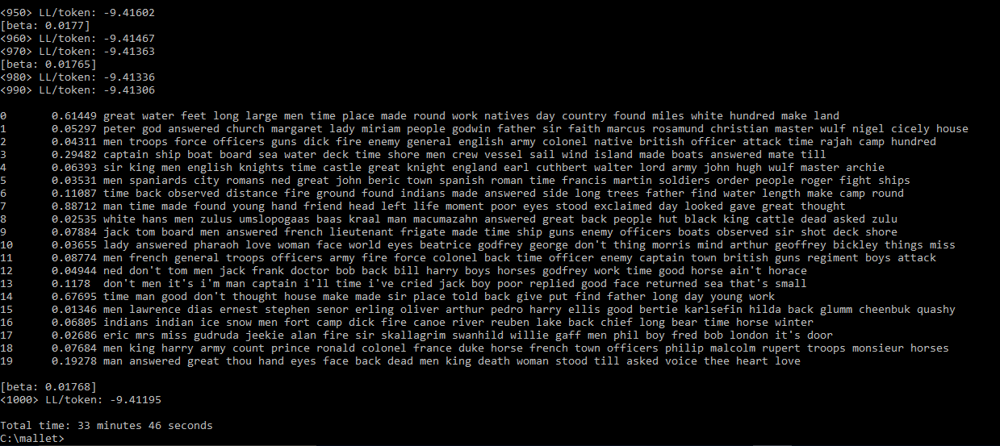 <950> LL/token: -9.41602
[beta: 0.0177]
<960> LL/token: -9.41467
<970> LL/token: -9.41363
[beta: 0.01765]
<980> LL/token: -9.41336
<990> LL/token: -9.41306
0 0.61449 great water feet long large men time place made round work natives day country found miles white hundred make land
1 0.05297 peter god answered church margaret lady miriam people godwin father sir faith marcus rosamund christian master wulf nigel cicely house
2 0.04311 men troops force officers guns dick fire enemy general english army colonel native british officer attack time rajah camp hundred
3 0.29482 captain ship boat board sea water deck time shore men crew vessel sail wind island made boats answered mate till
4 0.06393 sir king men english knights time castle great knight england earl cuthbert walter lord army john hugh wulf master archie
5 0.03531 men spaniards city romans ned great john beric town spanish roman time francis martin soldiers order people roger fight ships
6 0.11087 time back observed distance fire ground found indians made answered side long trees father find water length make camp round
7 0.88712 man time made found young hand friend head left life moment poor eyes stood exclaimed day looked gave great thought
8 0.02535 white hans men zulus umslopogaas baas kraal man macumazahn answered great back people hut black king cattle dead asked zulu
9 0.07884 jack tom board men answered french lieutenant frigate made time ship guns enemy officers boats observed sir shot deck shore
10 0.03655 lady answered pharaoh love woman face world eyes beatrice godfrey george don't thing morris mind arthur geoffrey bickley things miss
11 0.08774 men french general troops officers army fire force colonel back time officer enemy captain town british guns regiment boys attack
12 0.04944 ned don't tom men jack frank doctor bob back bill harry boys horses godfrey work time good horse ain't horace
13 0.1178 don't men it's i'm man captain i'll time i've cried jack boy poor replied good face returned sea that's small
14 0.67695 time man good don't thought house make made sir place told back give put find father long day young work
15 0.01346 men lawrence dias ernest stephen senor erling oliver arthur pedro harry ellis good bertie karlsefin hilda back glumm cheenbuk quashy
16 0.06805 indians indian ice snow men fort camp dick fire canoe river reuben lake back chief long bear time horse winter
17 0.02686 eric mrs miss gudruda jeekie alan fire sir skallagrim swanhild willie gaff men phil boy fred bob london it's door
18 0.07684 men king harry army count prince ronald colonel france duke horse french town officers philip malcolm rupert troops monsieur horses
19 0.19278 man answered great thou hand eyes face back dead men king death woman stood till asked voice thee heart love
[beta: 0.01768]
<1000> LL/token: -9.41195
Total time: 33 minutes 46 seconds
C:\mallet>